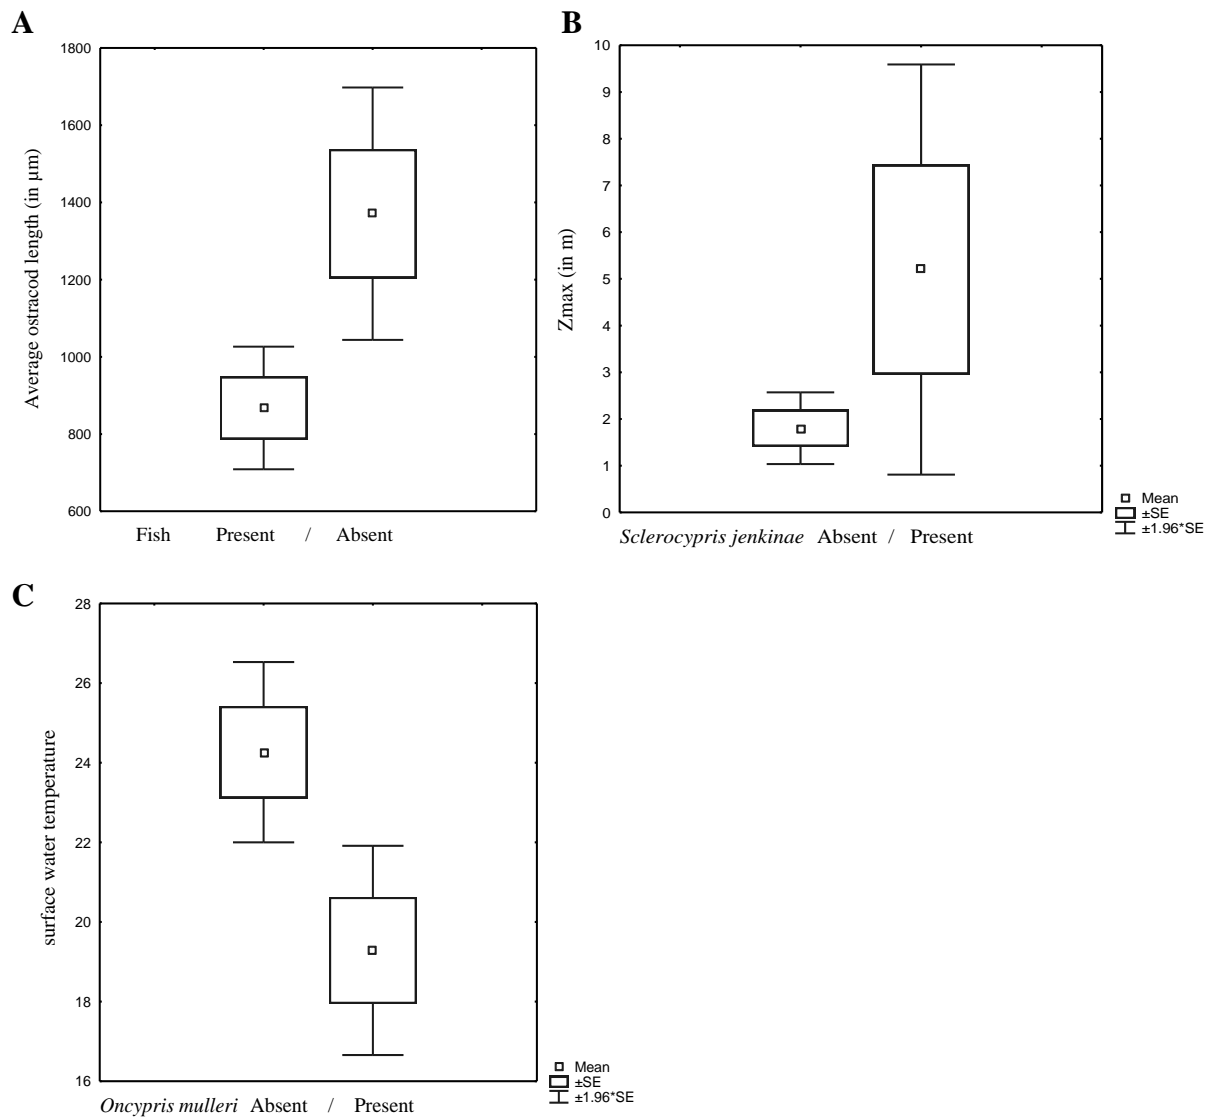 A
1800
1600
1400
1200
1000
800
600
Average ostracod length (in µm)
Fish Present / Absent
B
10
9
8
7
6
5
4
3
2
1
0
Zmax (in m)
Sclerocypris jenkinae Absent / Present
Mean
±SE
±1.96*SE
C
28
26
24
22
20
18
16
surface water temperature
Oncypris mulleri Absent / Present
Mean
±SE
±1.96*SE